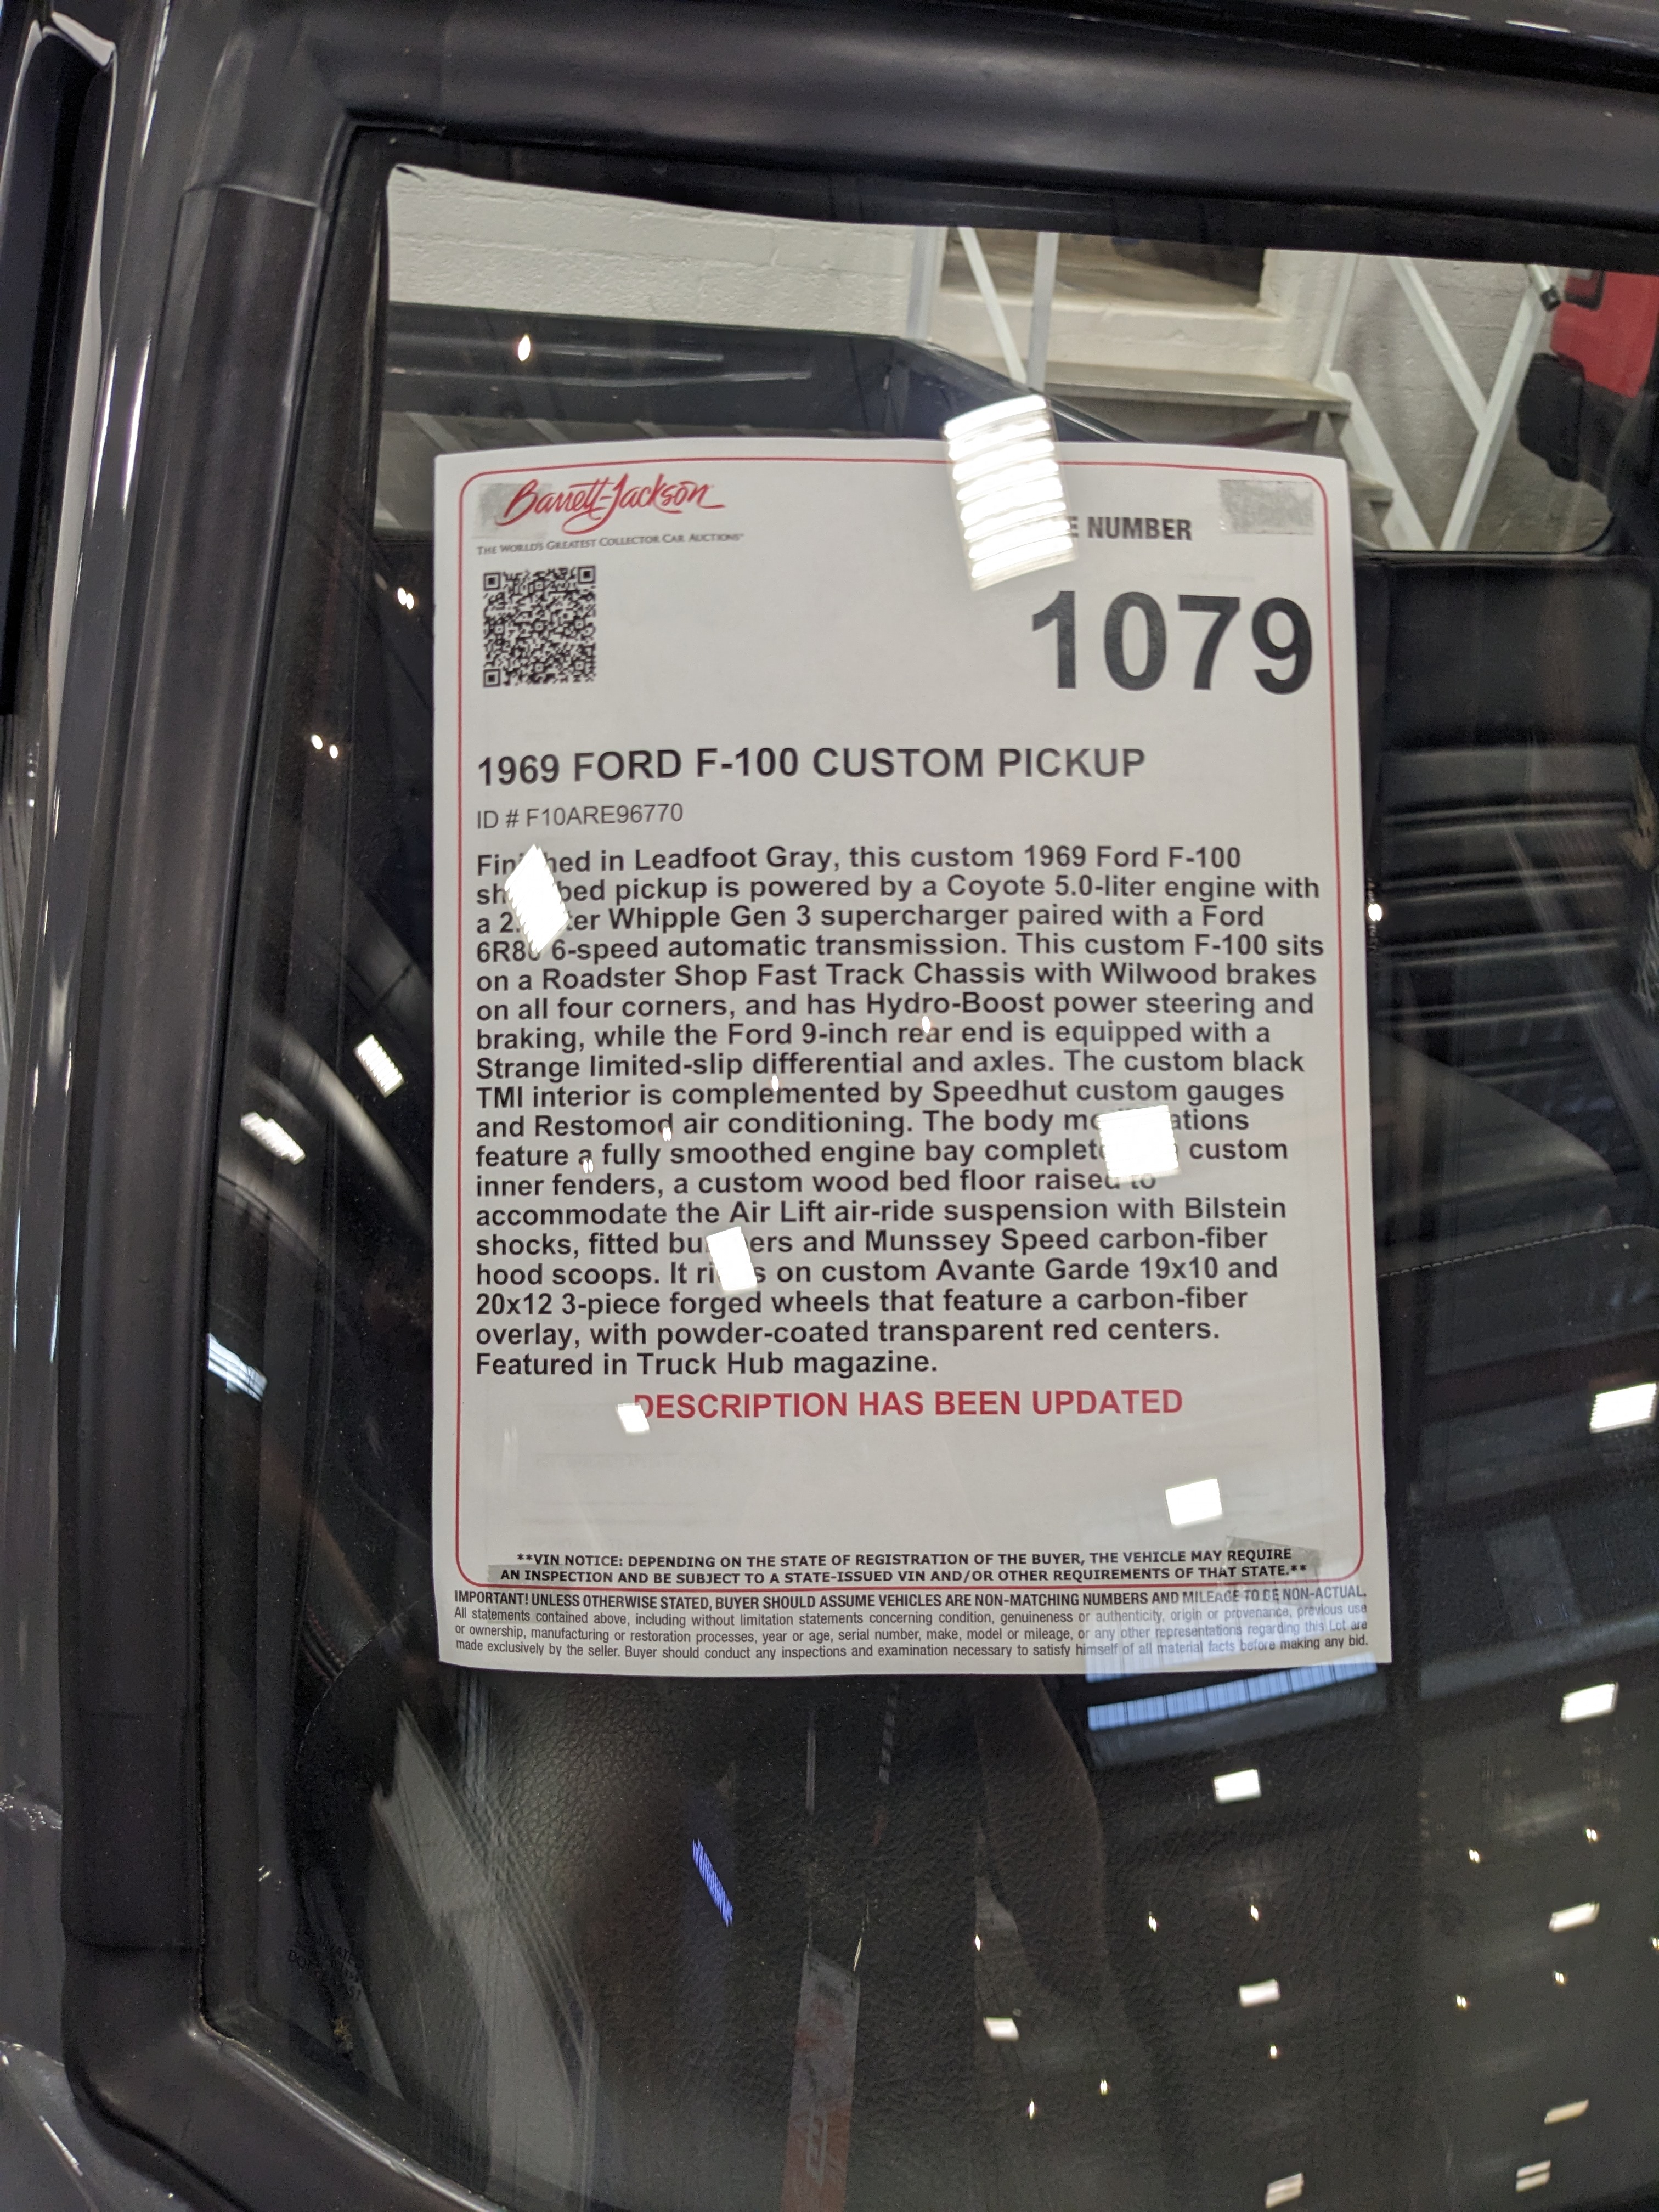 Barrett-Jackson
THE WORLD'S GREATEST COLLECTOR CAR AUCTIONS™
NUMBER
1079
1969 FORD F-100 CUSTOM PICKUP
ID # F10ARE96770
Finished in Leadfoot Gray, this custom 1969 Ford F-100
bed pickup is powered by a Coyote 5.0-liter engine with
a Whipple Gen 3 supercharger paired with a Ford
6R80 6-speed automatic transmission. This custom F-100 sits
on a Roadster Shop Fast Track Chassis with Wilwood brakes
on all four corners, and has Hydro-Boost power steering and
braking, while the Ford 9-inch rear end is equipped with a
Strange limited-slip differential and axles. The custom black
TMI interior is complemented by Speedhut custom gauges
and Restomod air conditioning. The body modifications
feature a fully smoothed engine bay custom
inner fenders, a custom wood bed floor raised to
accommodate the Air Lift air-ride suspension with Bilstein
shocks, fitted bumpers and Munssey Speed carbon-fiber
hood scoops. It rides on custom Avante Garde 19x10 and
20x12 3-piece forged wheels that feature a carbon-fiber
overlay, with powder-coated transparent red centers.
Featured in Truck Hub magazine.
DESCRIPTION HAS BEEN UPDATED
**VIN NOTICE: DEPENDING ON THE STATE OF REGISTRATION OF THE BUYER, THE VEHICLE MAY REQUIRE
AN INSPECTION AND BE SUBJECT TO A STATE-ISSUED VIN AND/OR OTHER REQUIREMENTS OF THAT STATE.**
IMPORTANT! UNLESS OTHERWISE STATED, BUYER SHOULD ASSUME VEHICLES ARE NON-MATCHING NUMBERS AND MILEAGE TO BE NON-ACTUAL.
All statements contained above, including without limitation statements concerning condition, genuineness or authenticity, origin or provenance, previous use
or ownership, manufacturing or restoration processes, year or age, serial number, make, model or mileage, or any other representations regarding this Lot are
made exclusively by the seller. Buyer should conduct any inspections and examination necessary to satisfy himself of all material facts before making any bid.